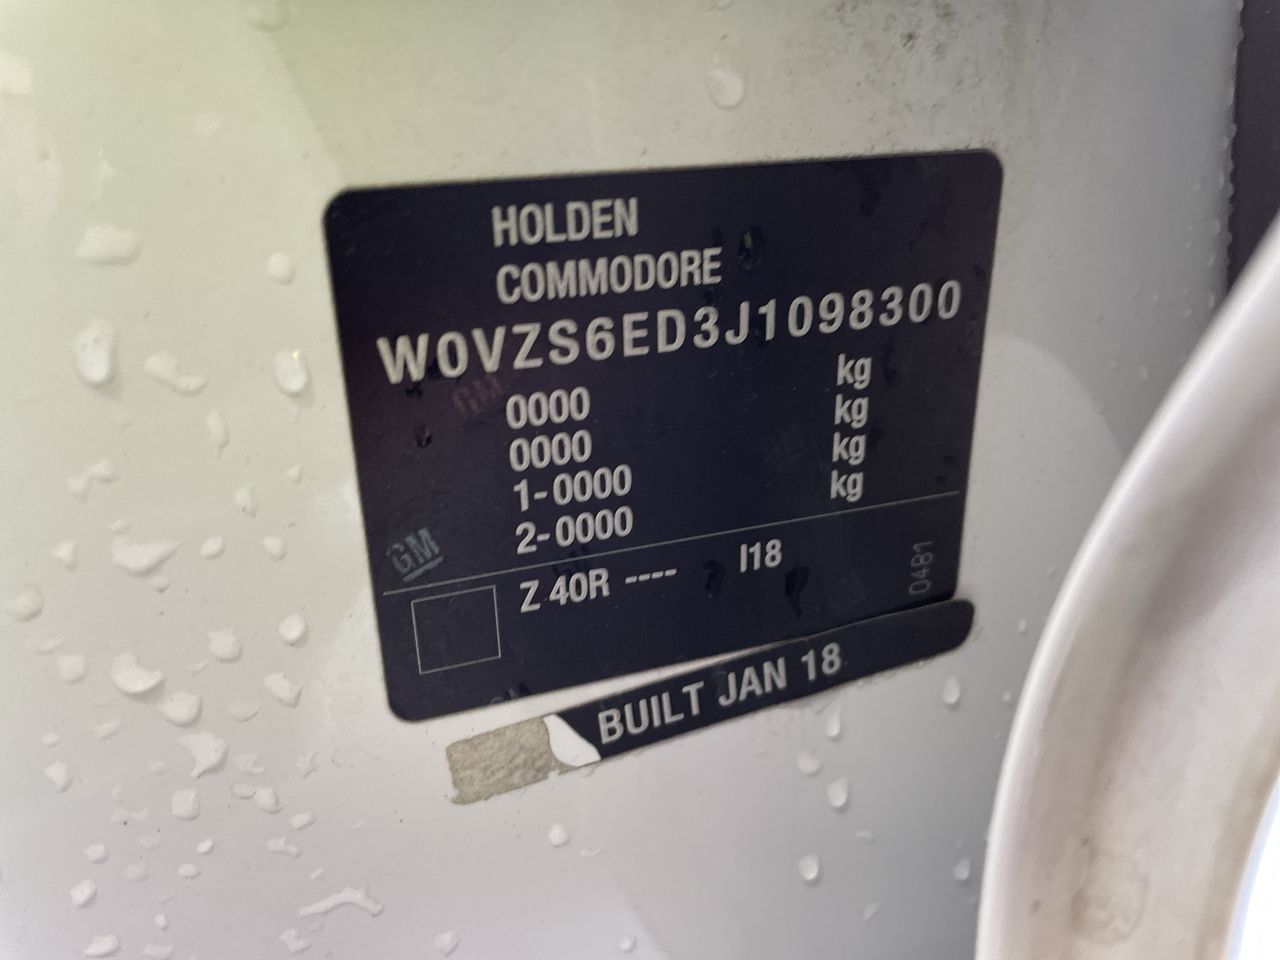 HOLDEN
COMMODORE
W0VZS6ED3J1098300
0000 kg
0000 kg
1-0000 kg
2-0000 kg
GM
Z 40R ---- I18
0481
BUILT JAN 18